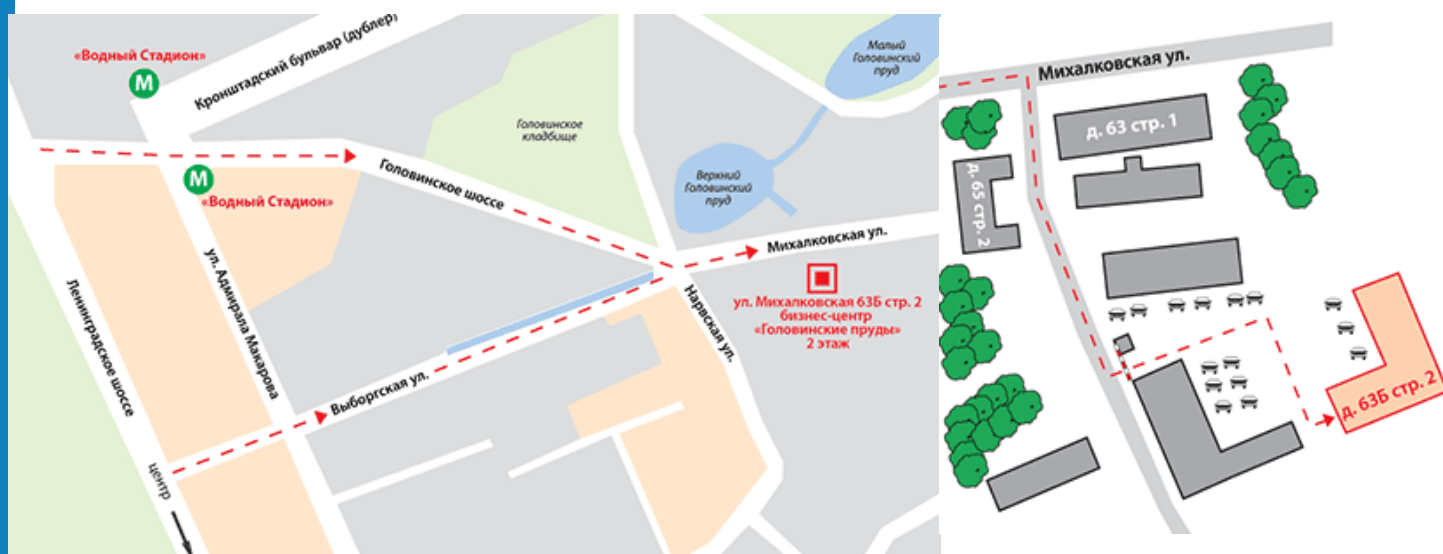 «Водный Стадион»
М
Кронштадский бульвар (дублер)
Малый
Головинский
пруд
Головинское
кладбище
Головинское шоссе
Верхний
Головинский
пруд
М
«Водный Стадион»
Михалковская ул.
ул. Михалковская 63Б стр. 2
бизнес-центр
«Головинские пруды»
2 этаж
Ленинградское шоссе
ул. Адмирала Макарова
Нарвская ул.
Выборгская ул.
центр
Михалковская ул.
д. 63 стр. 1
д. 65 стр. 2
д. 63Б стр. 2